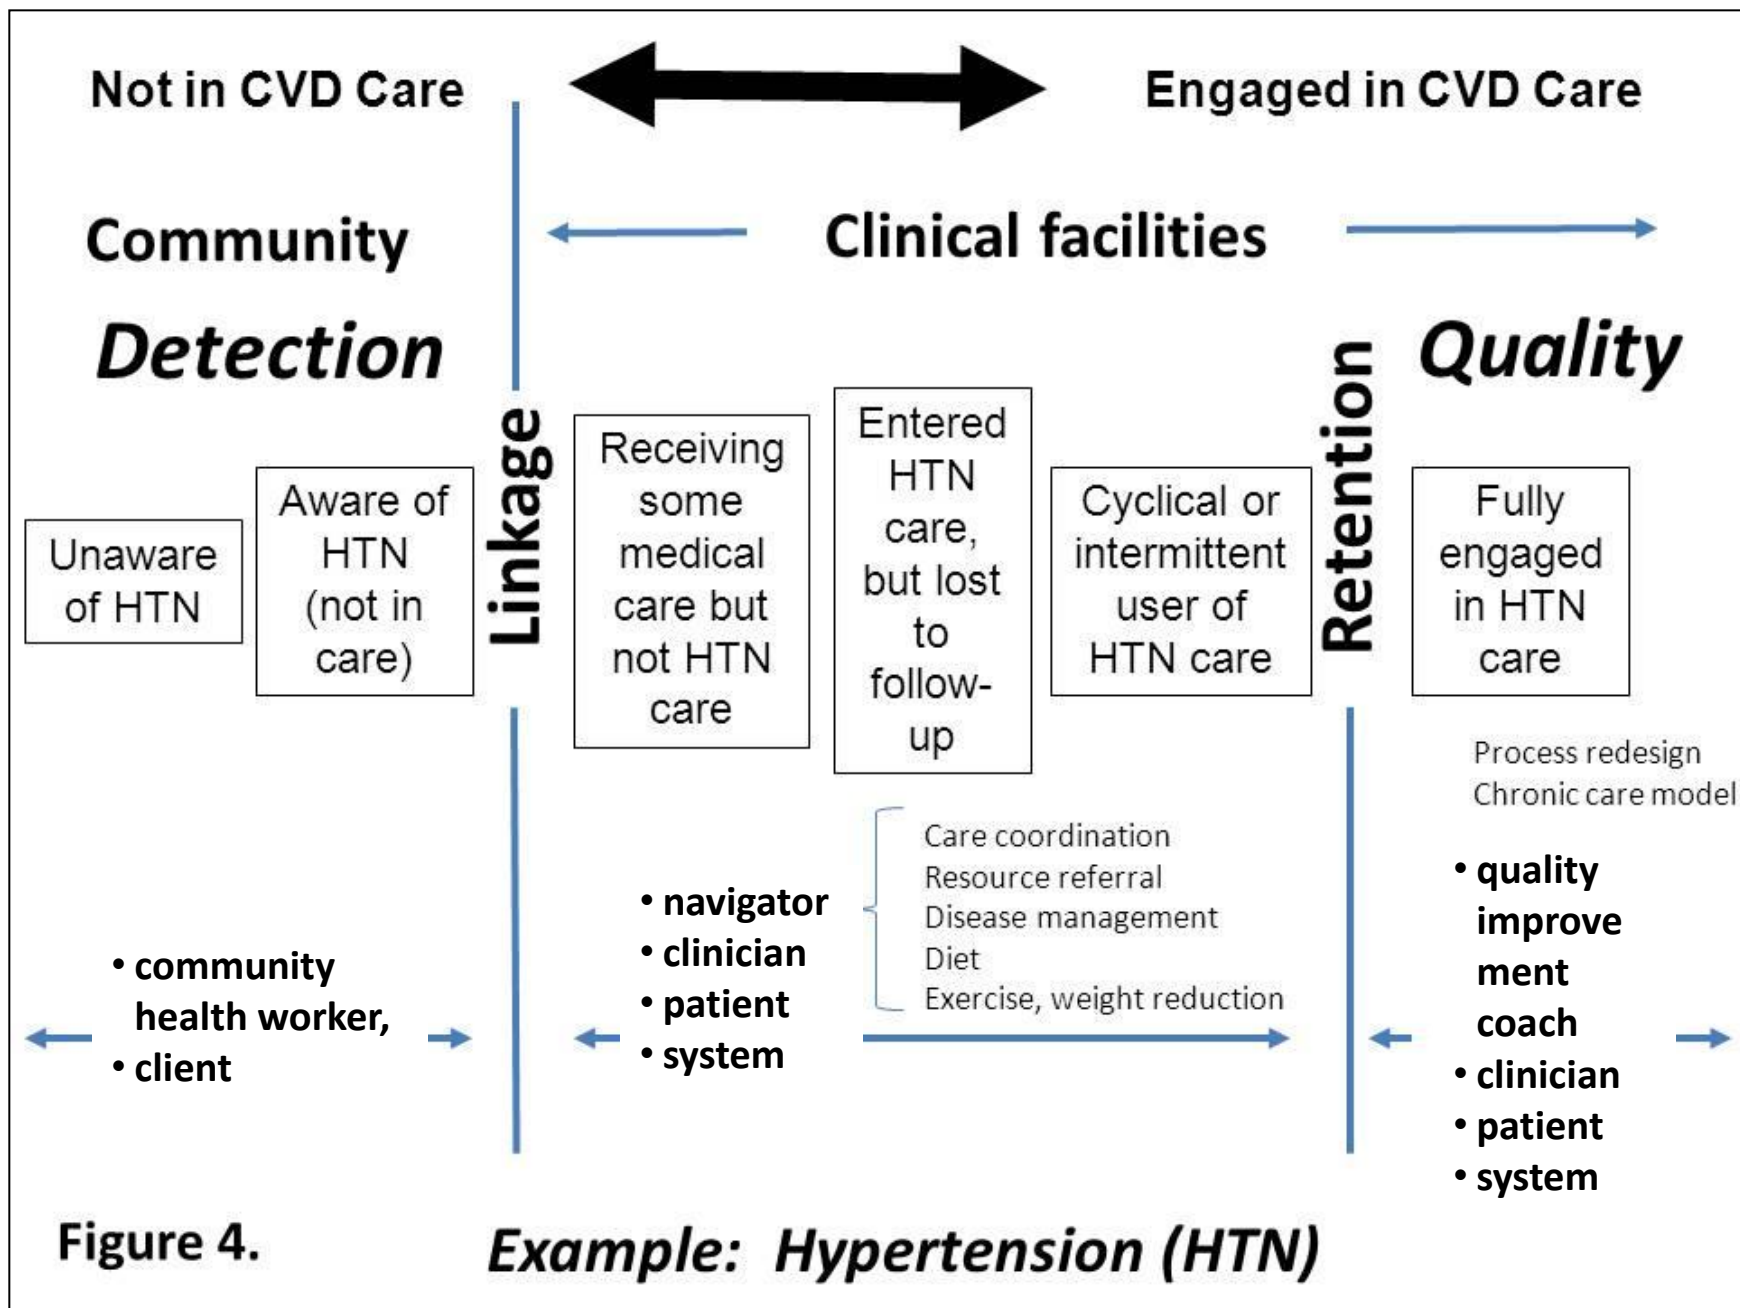 Not in CVD Care
Engaged in CVD Care
Community
Clinical facilities
Detection
Quality
Unaware
of HTN
Aware of
HTN
(not in
care)
Linkage
Receiving
some
medical
care but
not HTN
care
Entered
HTN
care,
but lost
to
follow-
up
Cyclical or
intermittent
user of
HTN care
Retention
Fully
engaged
in HTN
care
• community
health worker,
• client
• navigator
• clinician
• patient
• system
Care coordination
Resource referral
Disease management
Diet
Exercise, weight reduction
Process redesign
Chronic care model
• quality
improve
ment
coach
• clinician
• patient
• system
Figure 4.
Example: Hypertension (HTN)